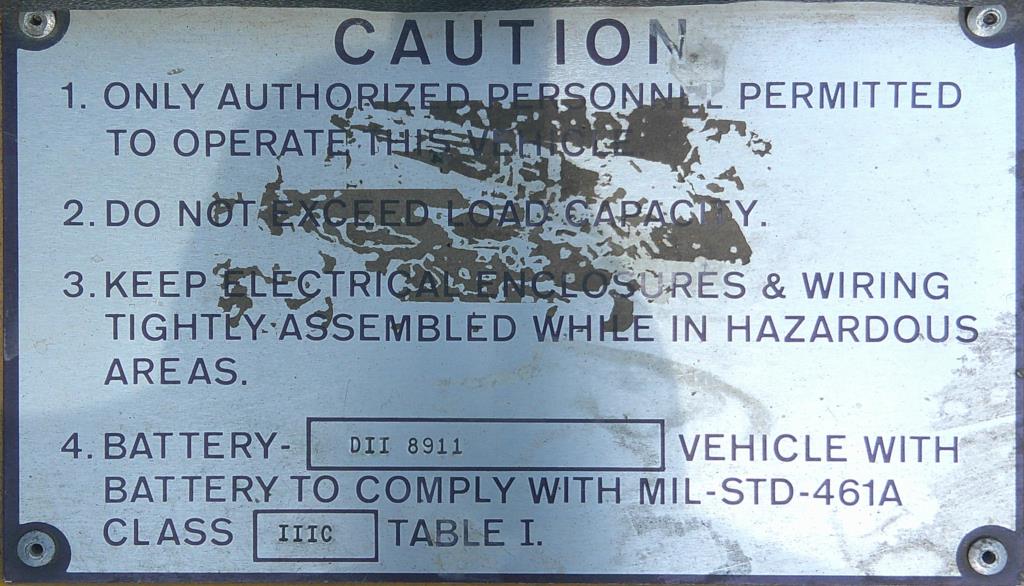 CAUTION
1. ONLY AUTHORIZED PERSONNEL PERMITTED
TO OPERATE THIS VEHICLE.
2. DO NOT EXCEED LOAD CAPACITY.
3. KEEP ELECTRICAL ENCLOSURES & WIRING
TIGHTLY ASSEMBLED WHILE IN HAZARDOUS
AREAS.
4. BATTERY- DII 8911 VEHICLE WITH
BATTERY TO COMPLY WITH MIL-STD-461A
CLASS IIIC TABLE I.